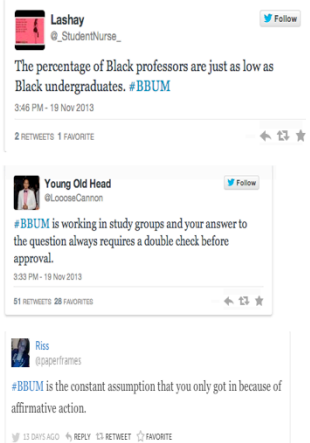 Lashay
Follow
@_StudentNurse_
The percentage of Black professors are just as low as
Black undergraduates. #BBUM
3:46 PM - 19 Nov 2013
2 RETWEETS 1 FAVORITE
Young Old Head
Follow
@LoooseCannon
#BBUM is working in study groups and your answer to
the question always requires a double check before
approval.
3:33 PM - 19 Nov 2013
51 RETWEETS 28 FAVORITES
Riss
@paperframes
#BBUM is the constant assumption that you only got in because of
affirmative action.
13 DAYS AGO REPLY RETWEET FAVORITE